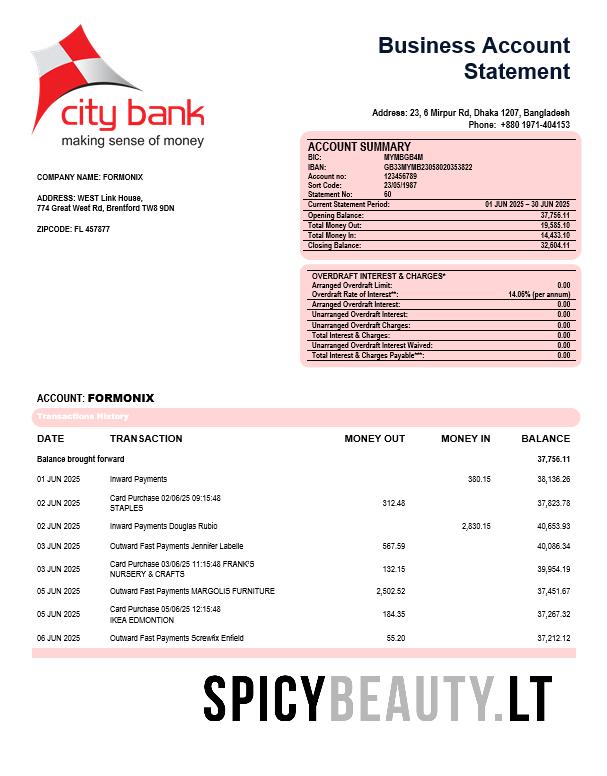 city bank
making sense of money
Business Account
Statement
Address: 23, 6 Mirpur Rd, Dhaka 1207, Bangladesh
Phone: +880 1971-404153
COMPANY NAME: FORMONIX
ADDRESS: WEST Link House,
774 Great West Rd, Brentford TW8 9DN
ZIPCODE: FL 457877
ACCOUNT SUMMARY
BIC: MYMBGB4M
IBAN: GB33MYMB23058020353822
Account no: 123456789
Sort Code: 23/05/1987
Statement No: 60
Current Statement Period: 01 JUN 2025 – 30 JUN 2025
Opening Balance: 37,756.11
Total Money Out: 19,585.10
Total Money In: 14,433.10
Closing Balance: 32,604.11
OVERDRAFT INTEREST & CHARGES*
Arranged Overdraft Limit: 0.00
Overdraft Rate of Interest**: 14.06% (per annum)
Arranged Overdraft Interest: 0.00
Unarranged Overdraft Interest: 0.00
Unarranged Overdraft Charges: 0.00
Total Interest & Charges: 0.00
Unarranged Overdraft Interest Waived: 0.00
Total Interest & Charges Payable***: 0.00
ACCOUNT: FORMONIX
Transactions History
DATE TRANSACTION MONEY OUT MONEY IN BALANCE
Balance brought forward 37,756.11
01 JUN 2025 Inward Payments 380.15 38,136.26
02 JUN 2025 Card Purchase 02/06/25 09:15:48 312.48 37,823.78
STAPLES
02 JUN 2025 Inward Payments Douglas Rubio 2,830.15 40,653.93
03 JUN 2025 Outward Fast Payments Jennifer Labelle 567.59 40,086.34
03 JUN 2025 Card Purchase 03/06/25 11:15:48 FRANK'S 132.15 39,954.19
NURSERY & CRAFTS
05 JUN 2025 Outward Fast Payments MARGOLIS FURNITURE 2,502.52 37,451.67
05 JUN 2025 Card Purchase 05/06/25 12:15:48 184.35 37,267.32
IKEA EDMONTION
06 JUN 2025 Outward Fast Payments Screwfix Enfield 55.20 37,212.12
SPICYBEAUTY.LT